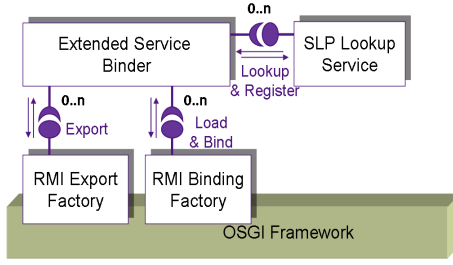 0..n
Extended Service
Binder
SLP Lookup
Service
Lookup
& Register
0..n
0..n
Export
Load
& Bind
RMI Export
Factory
RMI Binding
Factory
OSGI Framework